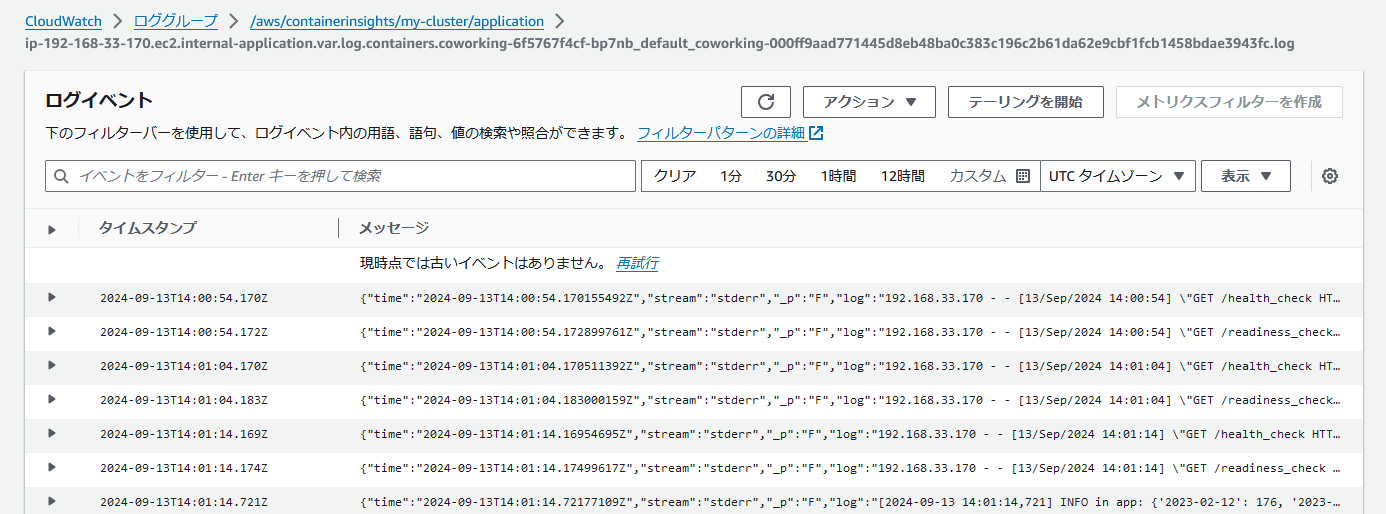 CloudWatch > ロググループ > /aws/containerinsights/my-cluster/application >
ip-192-168-33-170.ec2.internal-application.var.log.containers.coworking-6f5767f4cf-bp7nb_default_coworking-000ff9aad771445d8eb48ba0c383c196c2b61da62e9cbf1fcb1458bdae3943fc.log
ログイベント
アクション ▼
テーリングを開始
メトリクスフィルターを作成
下のフィルターバーを使用して、ログイベント内の用語、語句、値の検索や照合ができます。 フィルターパターンの詳細
イベントをフィルター - Enter キーを押して検索
クリア 1分 30分 1時間 12時間 カスタム
UTC タイムゾーン ▼
表示 ▼
タイムスタンプ メッセージ
現時点では古いイベントはありません。 再試行
2024-09-13T14:00:54.170Z {"time":"2024-09-13T14:00:54.170155492Z","stream":"stderr","_p":"F","log":"192.168.33.170 - - [13/Sep/2024 14:00:54] \"GET /health_check HT…
2024-09-13T14:00:54.172Z {"time":"2024-09-13T14:00:54.172899761Z","stream":"stderr","_p":"F","log":"192.168.33.170 - - [13/Sep/2024 14:00:54] \"GET /readiness_check…
2024-09-13T14:01:04.170Z {"time":"2024-09-13T14:01:04.170511392Z","stream":"stderr","_p":"F","log":"192.168.33.170 - - [13/Sep/2024 14:01:04] \"GET /health_check HT…
2024-09-13T14:01:04.183Z {"time":"2024-09-13T14:01:04.183000159Z","stream":"stderr","_p":"F","log":"192.168.33.170 - - [13/Sep/2024 14:01:04] \"GET /readiness_check…
2024-09-13T14:01:14.169Z {"time":"2024-09-13T14:01:14.16954695Z","stream":"stderr","_p":"F","log":"192.168.33.170 - - [13/Sep/2024 14:01:14] \"GET /health_check HTT…
2024-09-13T14:01:14.174Z {"time":"2024-09-13T14:01:14.17499617Z","stream":"stderr","_p":"F","log":"192.168.33.170 - - [13/Sep/2024 14:01:14] \"GET /readiness_check …
2024-09-13T14:01:14.721Z {"time":"2024-09-13T14:01:14.72177109Z","stream":"stderr","_p":"F","log":"[2024-09-13 14:01:14,721] INFO in app: {'2023-02-12': 176, '2023-…